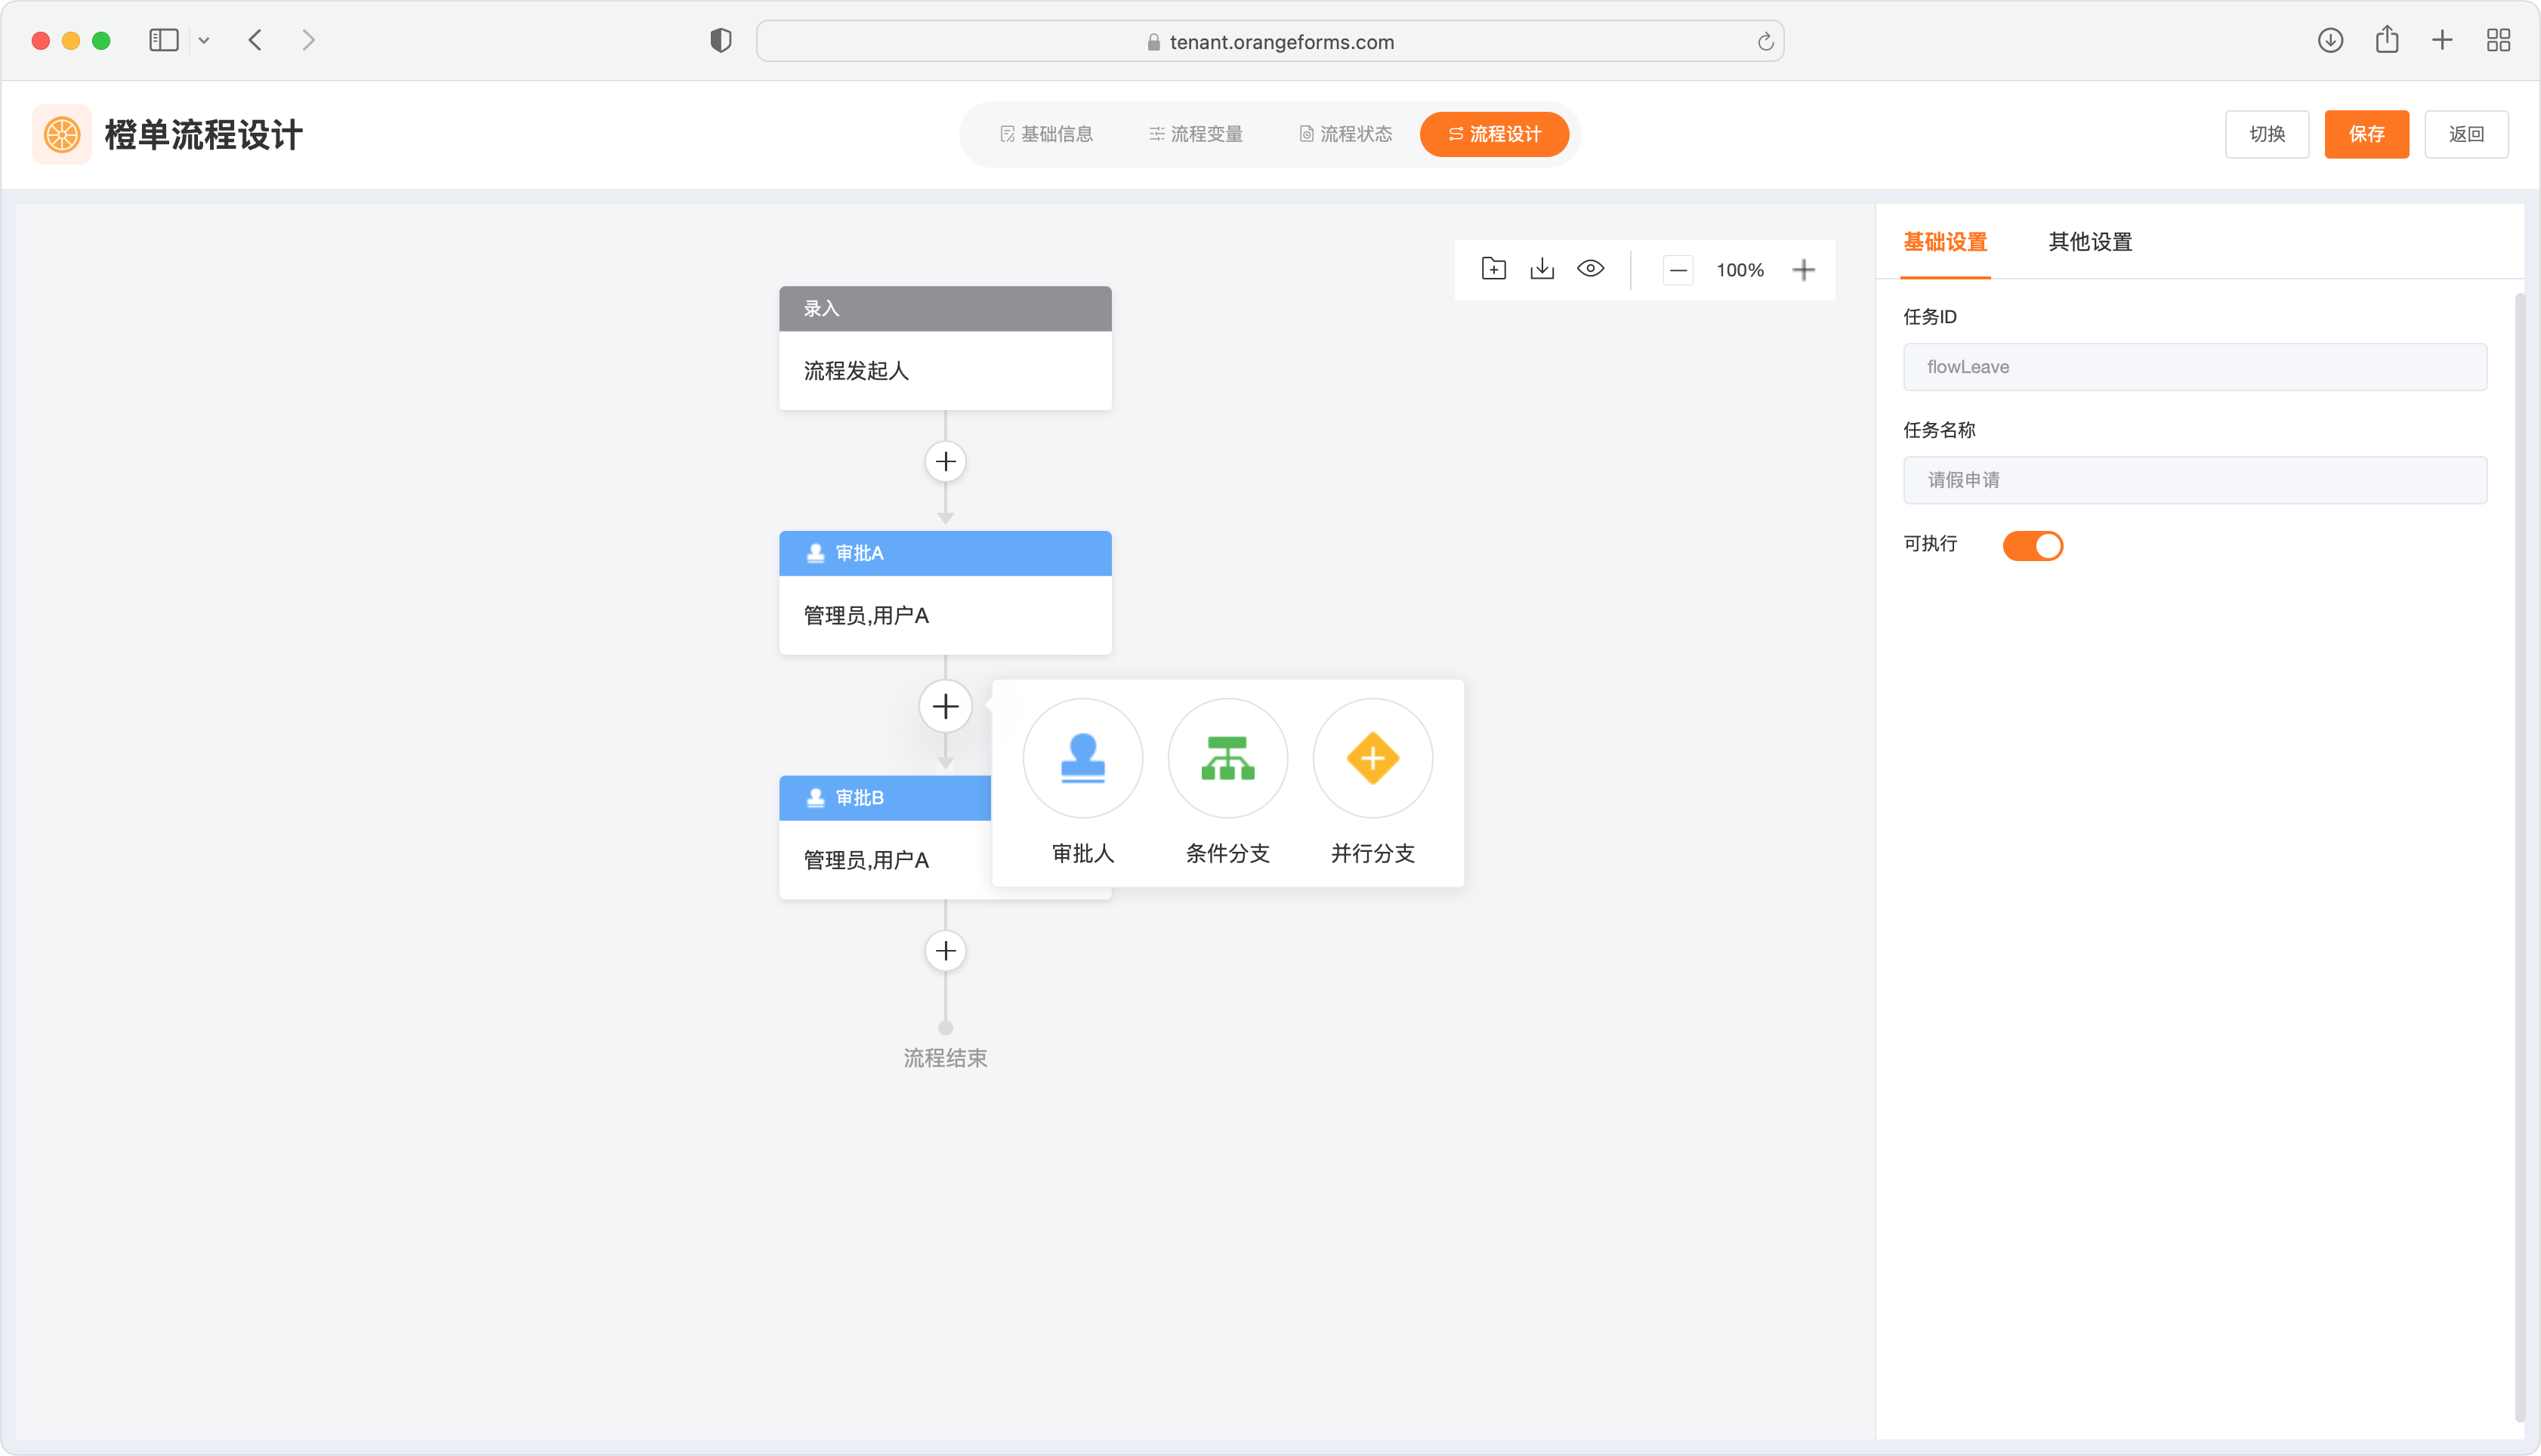 tenant.orangeforms.com
橙单流程设计
基础信息
流程变量
流程状态
流程设计
切换
保存
返回
100%
录入
流程发起人
审批A
管理员,用户A
审批B
管理员,用户A
审批人
条件分支
并行分支
流程结束
基础设置
其他设置
任务ID
flowLeave
任务名称
请假申请
可执行